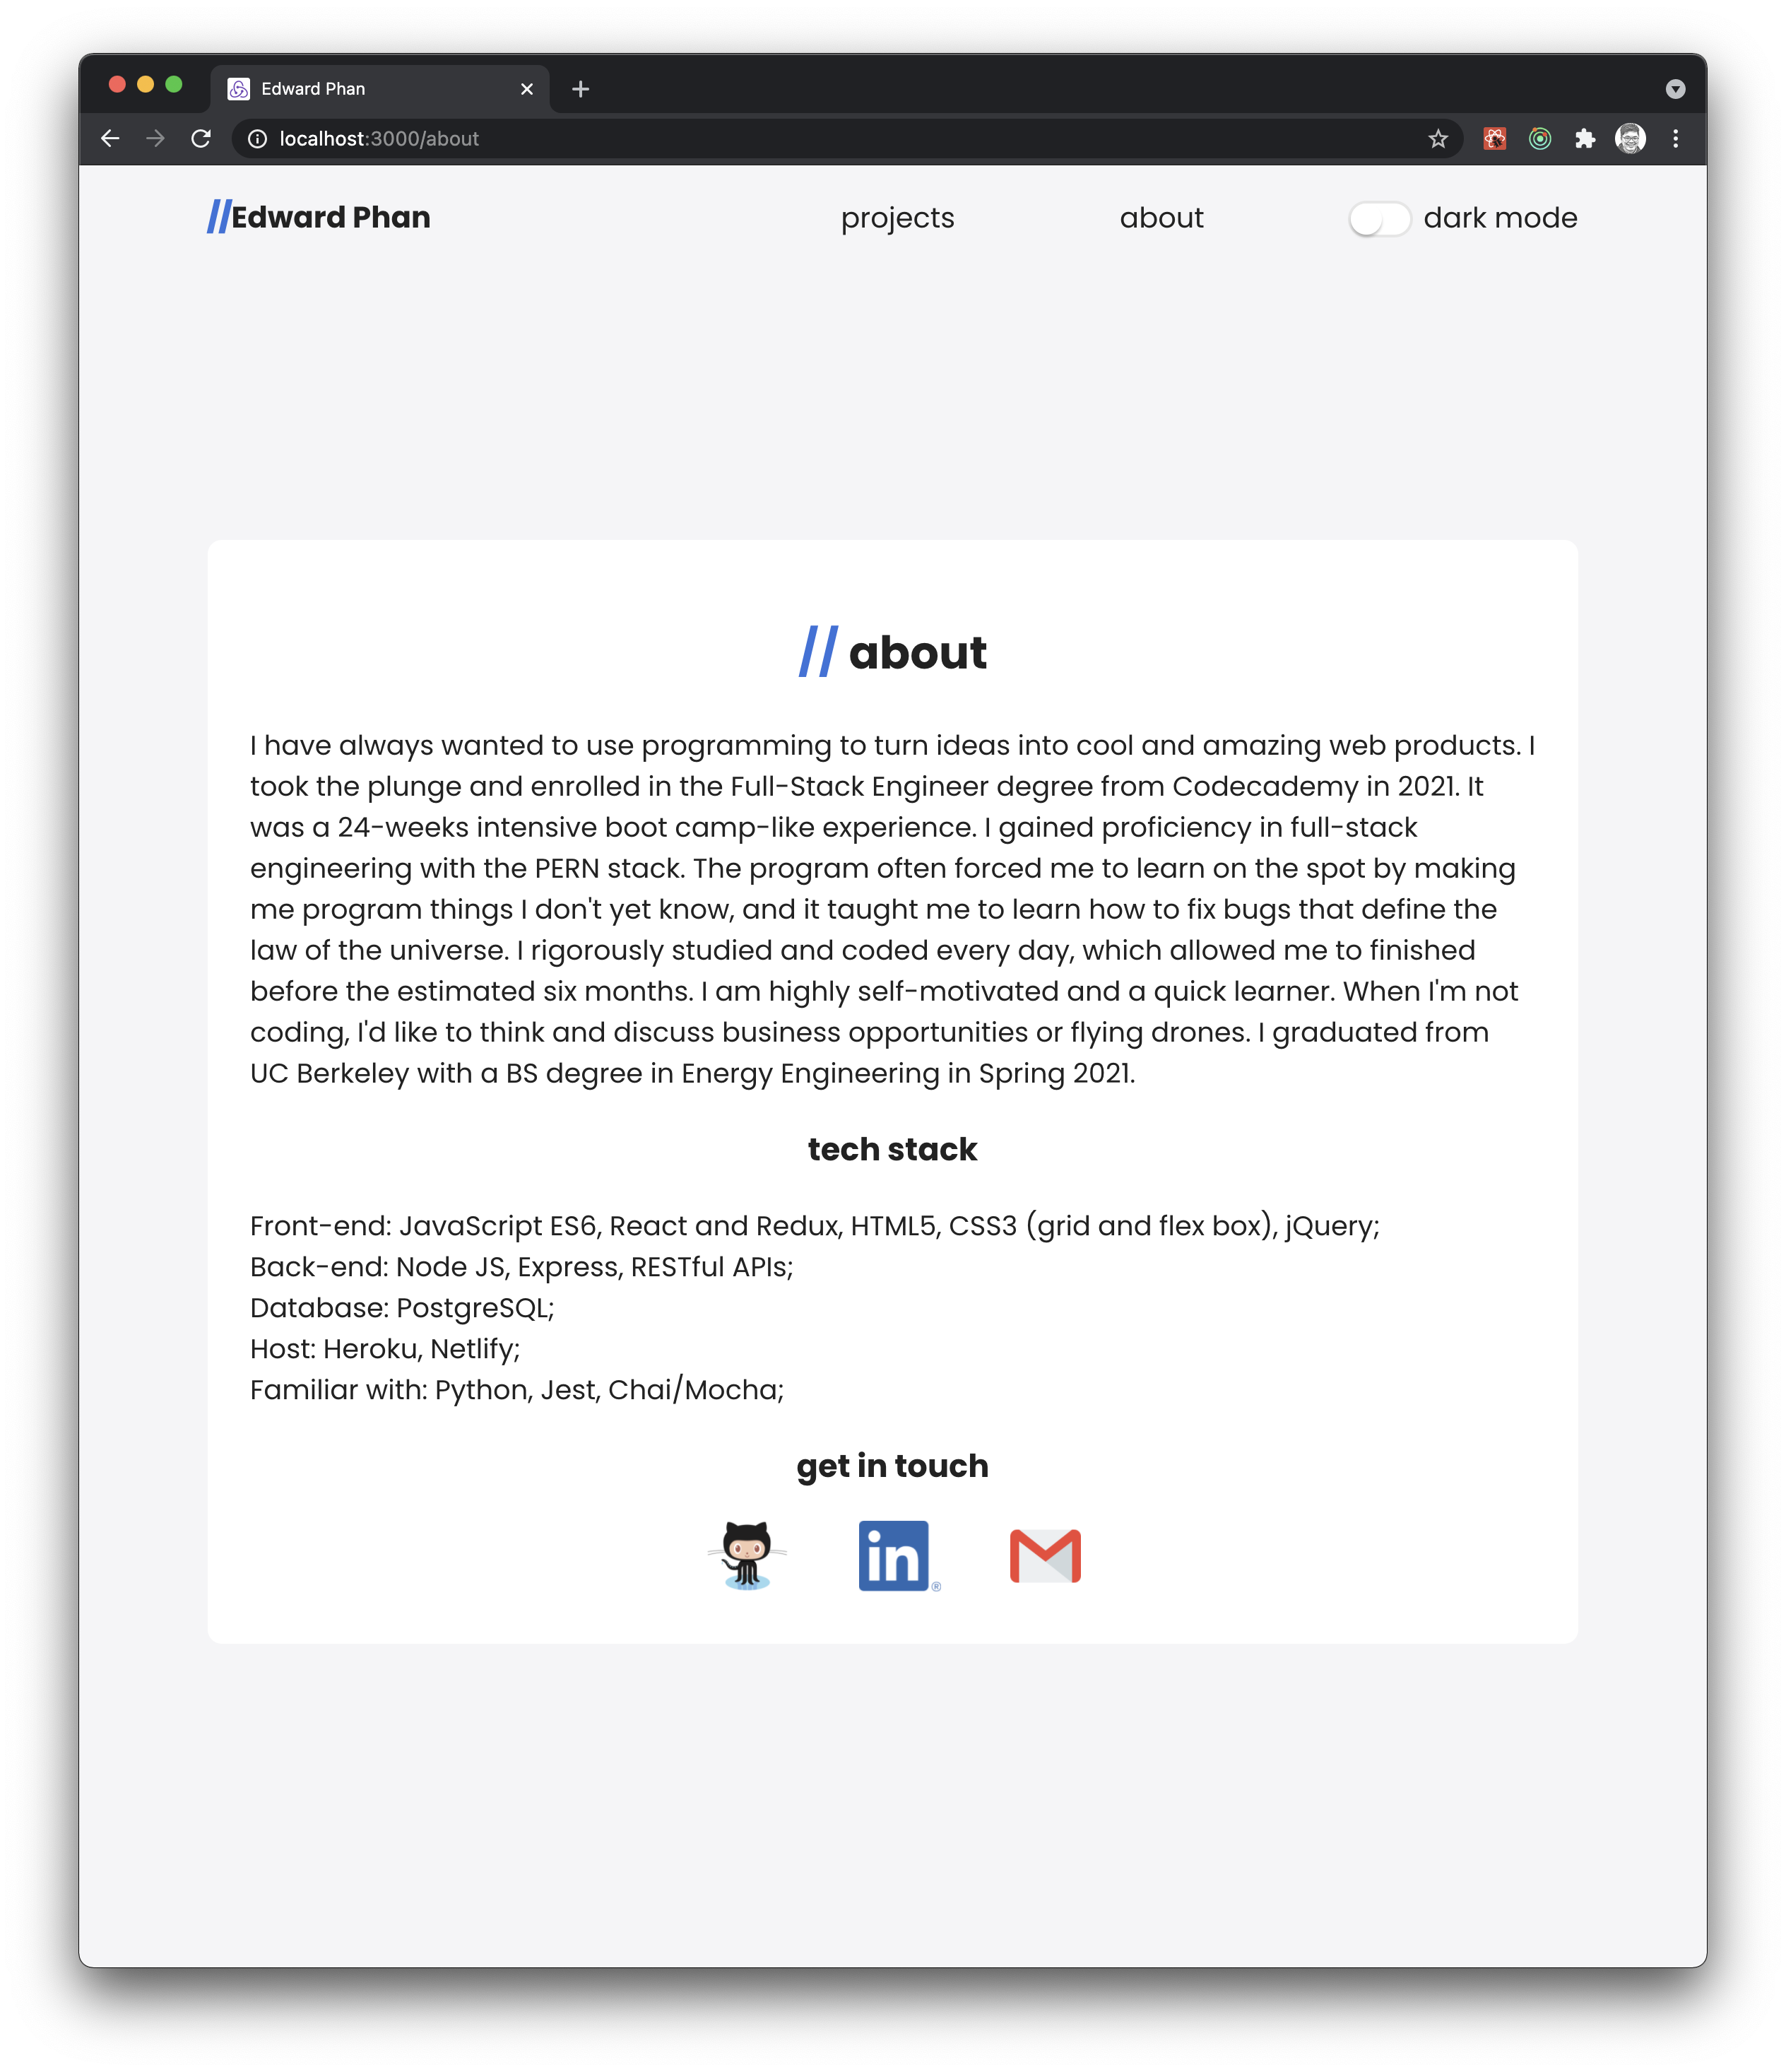 Edward Phan
localhost:3000/about
//Edward Phan
projects
about
dark mode
// about
I have always wanted to use programming to turn ideas into cool and amazing web products. I
took the plunge and enrolled in the Full-Stack Engineer degree from Codecademy in 2021. It
was a 24-weeks intensive boot camp-like experience. I gained proficiency in full-stack
engineering with the PERN stack. The program often forced me to learn on the spot by making
me program things I don't yet know, and it taught me to learn how to fix bugs that define the
law of the universe. I rigorously studied and coded every day, which allowed me to finished
before the estimated six months. I am highly self-motivated and a quick learner. When I'm not
coding, I'd like to think and discuss business opportunities or flying drones. I graduated from
UC Berkeley with a BS degree in Energy Engineering in Spring 2021.
tech stack
Front-end: JavaScript ES6, React and Redux, HTML5, CSS3 (grid and flex box), jQuery;
Back-end: Node JS, Express, RESTful APIs;
Database: PostgreSQL;
Host: Heroku, Netlify;
Familiar with: Python, Jest, Chai/Mocha;
get in touch
in®